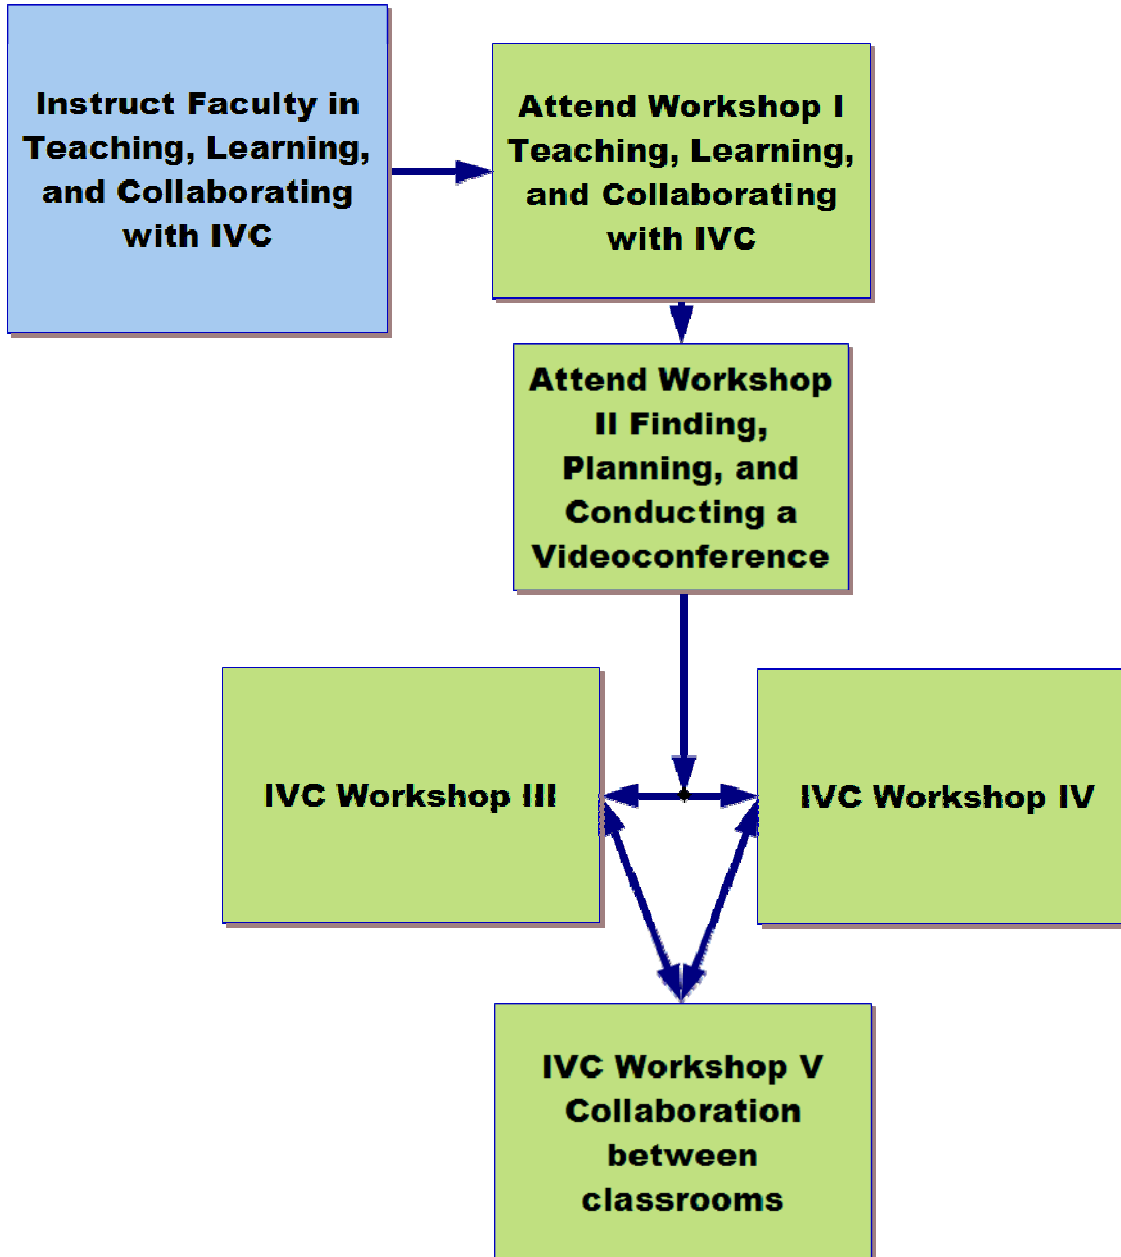 Instruct Faculty in
Teaching, Learning,
and Collaborating
with IVC
Attend Workshop I
Teaching, Learning,
and Collaborating
with IVC
Attend Workshop
II Finding,
Planning, and
Conducting a
Videoconference
IVC Workshop III
IVC Workshop IV
IVC Workshop V
Collaboration
between
classrooms